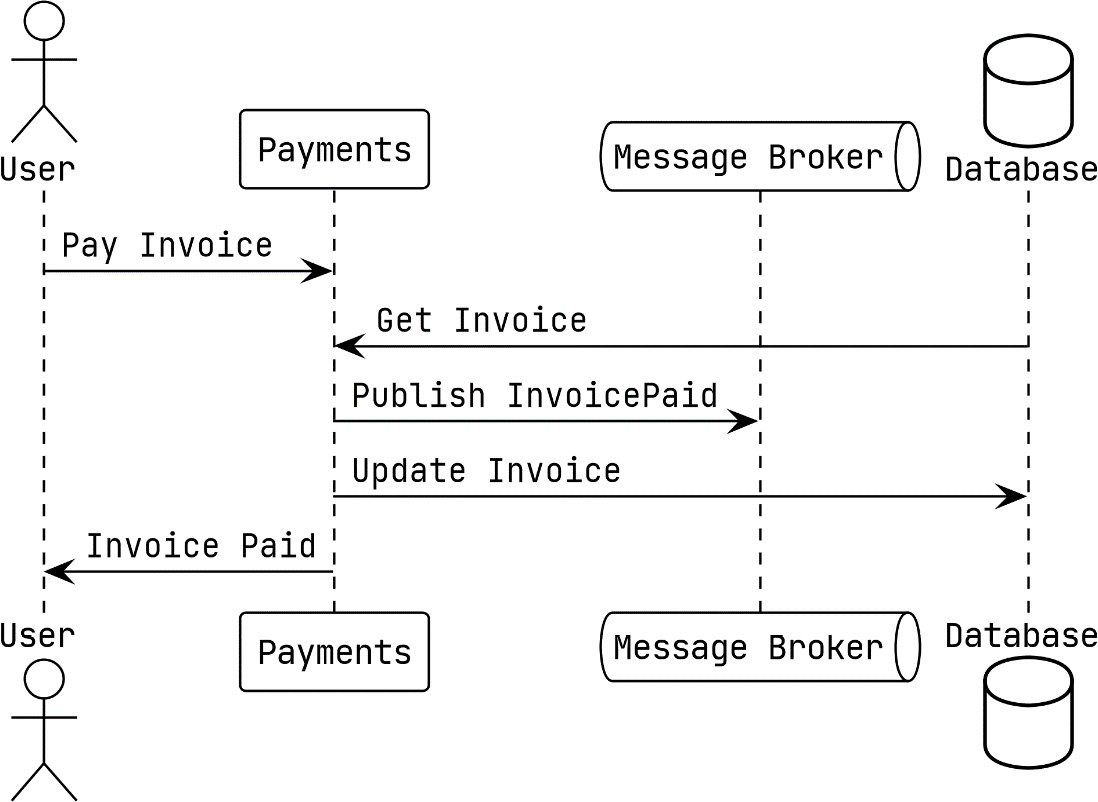 User
Payments
Message Broker
Database
Pay Invoice
Get Invoice
Publish InvoicePaid
Update Invoice
Invoice Paid
User
Payments
Message Broker
Database